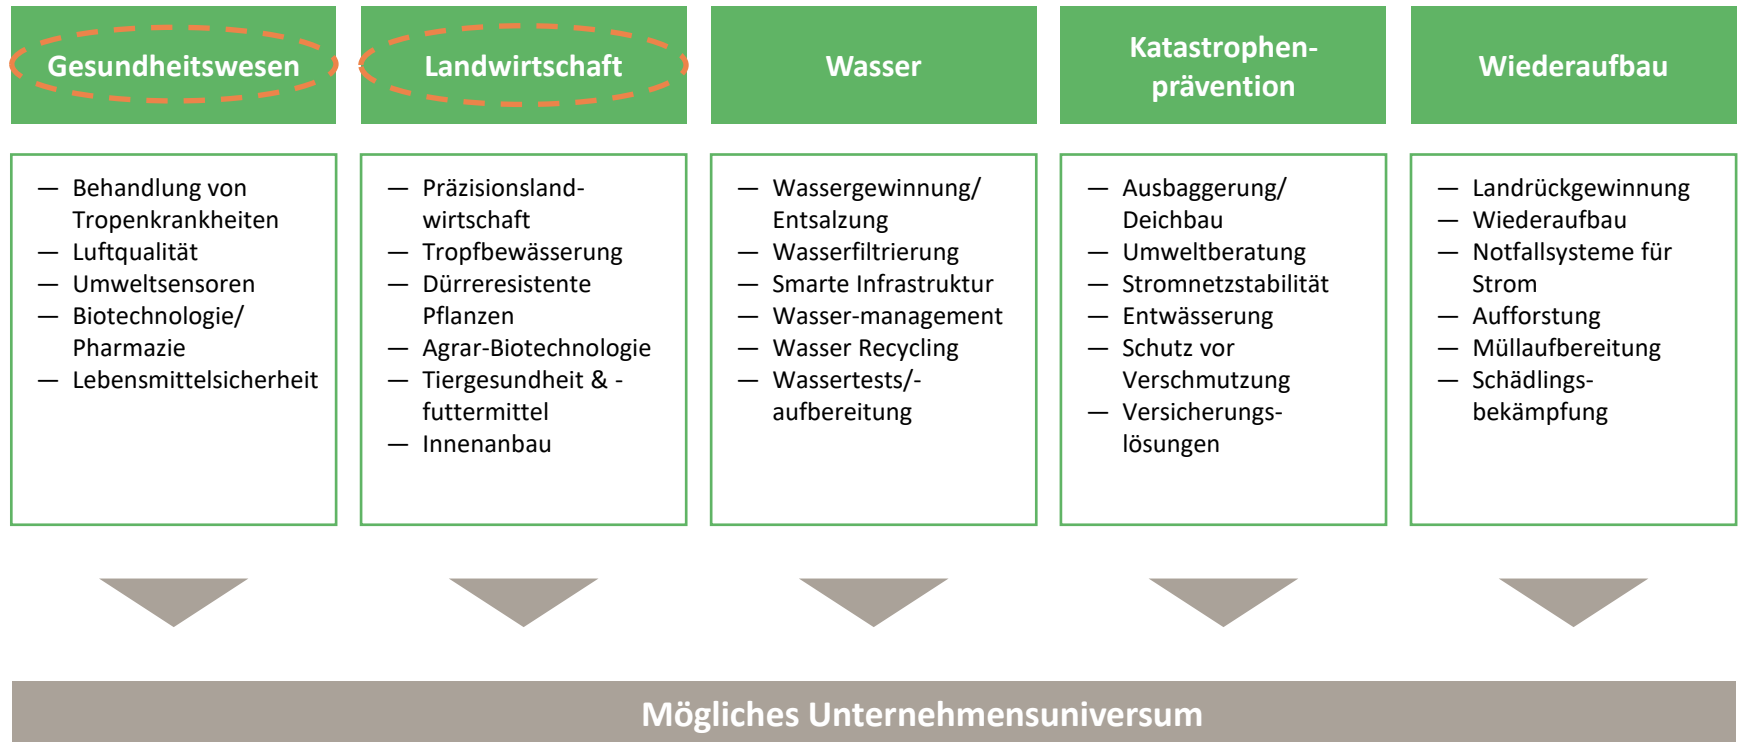 Gesundheitswesen
— Behandlung von
Tropenkrankheiten
— Luftqualität
— Umweltsensoren
— Biotechnologie/
Pharmazie
— Lebensmittelsicherheit
Landwirtschaft
— Präzisionsland-
wirtschaft
— Tropfbewässerung
— Dürreresistente
Pflanzen
— Agrar-Biotechnologie
— Tiergesundheit & -
futtermittel
— Innenanbau
Wasser
— Wassergewinnung/
Entsalzung
— Wasserfiltrierung
— Smarte Infrastruktur
— Wasser-management
— Wasser Recycling
— Wassertests/-
aufbereitung
Katastrophen-
prävention
— Ausbaggerung/
Deichbau
— Umweltberatung
— Stromnetzstabilität
— Entwässerung
— Schutz vor
Verschmutzung
— Versicherungs-
lösungen
Wiederaufbau
— Landrückgewinnung
— Wiederaufbau
— Notfallsysteme für
Strom
— Aufforstung
— Müllaufbereitung
— Schädlings-
bekämpfung
Mögliches Unternehmensuniversum